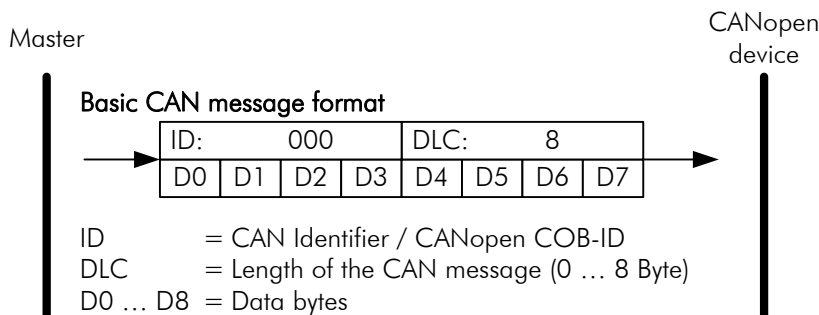 Master
CANopen
device
Basic CAN message format
ID: 000 DLC: 8
D0 D1 D2 D3 D4 D5 D6 D7
ID = CAN Identifier / CANopen COB-ID
DLC = Length of the CAN message (0 … 8 Byte)
D0 … D8 = Data bytes